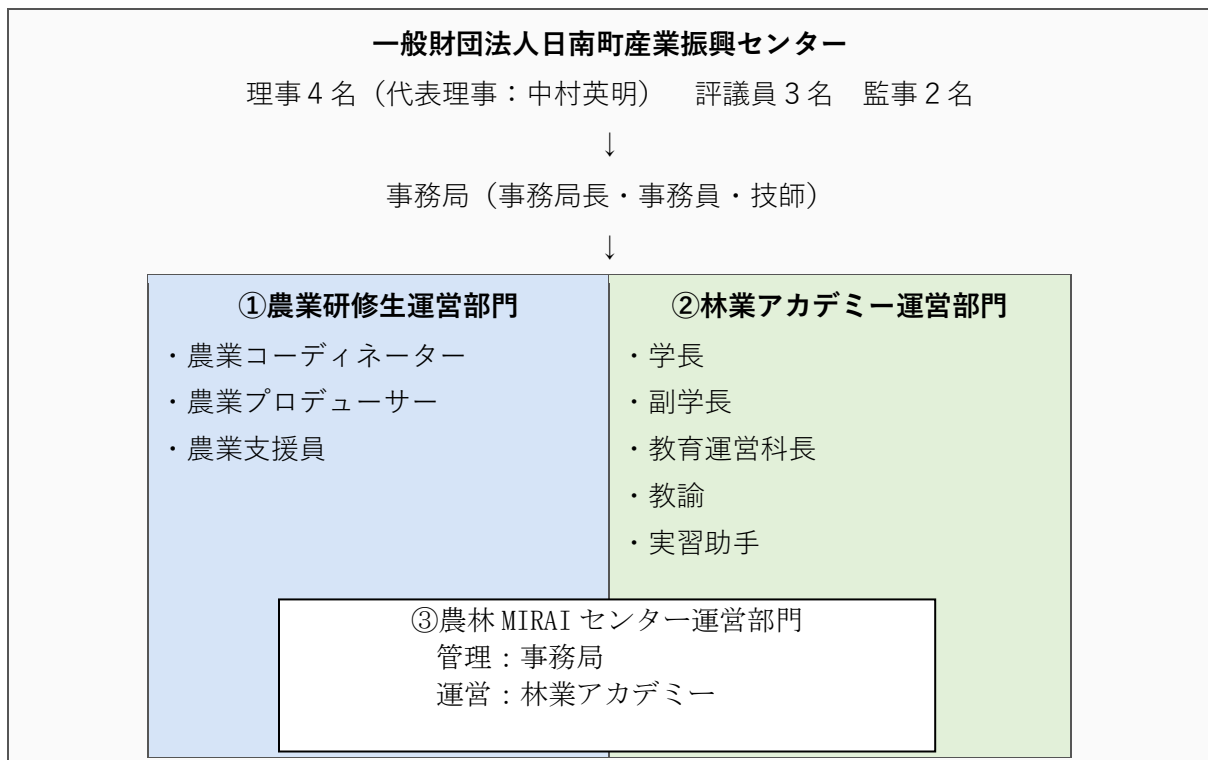 一般財団法人日南町産業振興センター
理事４名（代表理事：中村英明）　評議員３名　監事２名
↓
事務局（事務局長・事務員・技師）
↓
①農業研修生運営部門
・農業コーディネーター
・農業プロデューサー
・農業支援員
②林業アカデミー運営部門
・学長
・副学長
・教育運営科長
・教諭
・実習助手
③農林 MIRAI センター運営部門
管理：事務局
運営：林業アカデミー